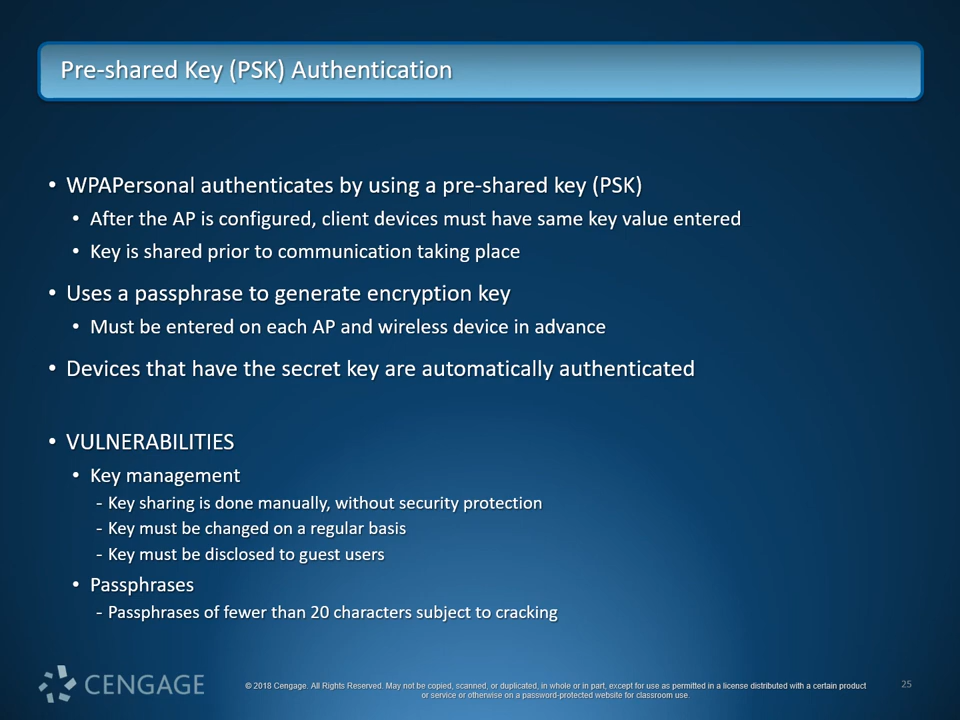 Pre-shared Key (PSK) Authentication
• WPAPersonal authenticates by using a pre-shared key (PSK)
• After the AP is configured, client devices must have same key value entered
• Key is shared prior to communication taking place
• Uses a passphrase to generate encryption key
• Must be entered on each AP and wireless device in advance
• Devices that have the secret key are automatically authenticated
• VULNERABILITIES
• Key management
- Key sharing is done manually, without security protection
- Key must be changed on a regular basis
- Key must be disclosed to guest users
• Passphrases
- Passphrases of fewer than 20 characters subject to cracking
CENGAGE
© 2018 Cengage. All Rights Reserved. May not be copied, scanned, or duplicated, in whole or in part, except for use as permitted in a license distributed with a certain product
or service or otherwise on a password-protected website for classroom use.
25